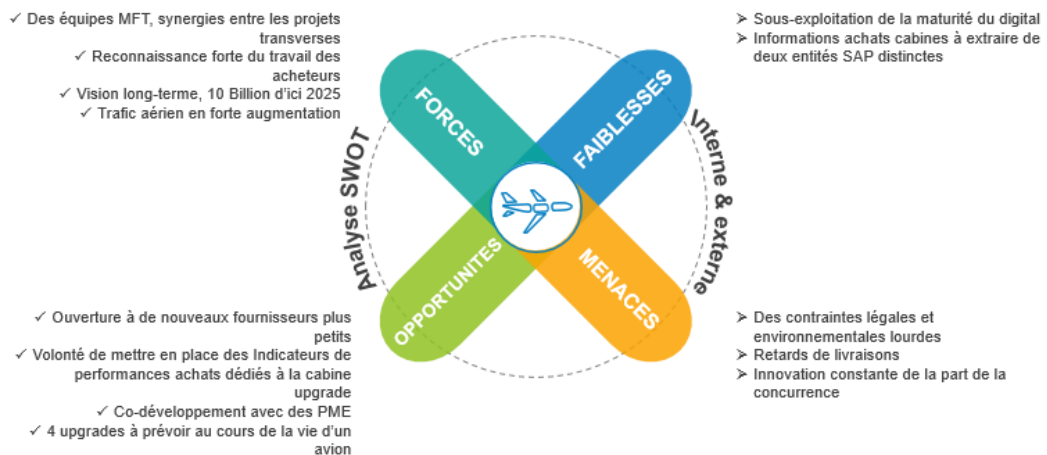 ✓ Des équipes MFT, synergies entre les projets
transverses
✓ Reconnaissance forte du travail des
acheteurs
✓ Vision long-terme, 10 Billion d'ici 2025
✓ Trafic aérien en forte augmentation
➢ Sous-exploitation de la maturité du digital
➢ Informations achats cabines à extraire de
deux entités SAP distinctes
FORCES
FAIBLESSES
Analyse SWOT
Interne & externe
OPPORTUNITES
MENACES
✓ Ouverture à de nouveaux fournisseurs plus
petits
✓ Volonté de mettre en place des Indicateurs de
performances achats dédiés à la cabine
upgrade
✓ Co-développement avec des PME
✓ 4 upgrades à prévoir au cours de la vie d'un
avion
➢ Des contraintes légales et
environnementales lourdes
➢ Retards de livraisons
➢ Innovation constante de la part de la
concurrence